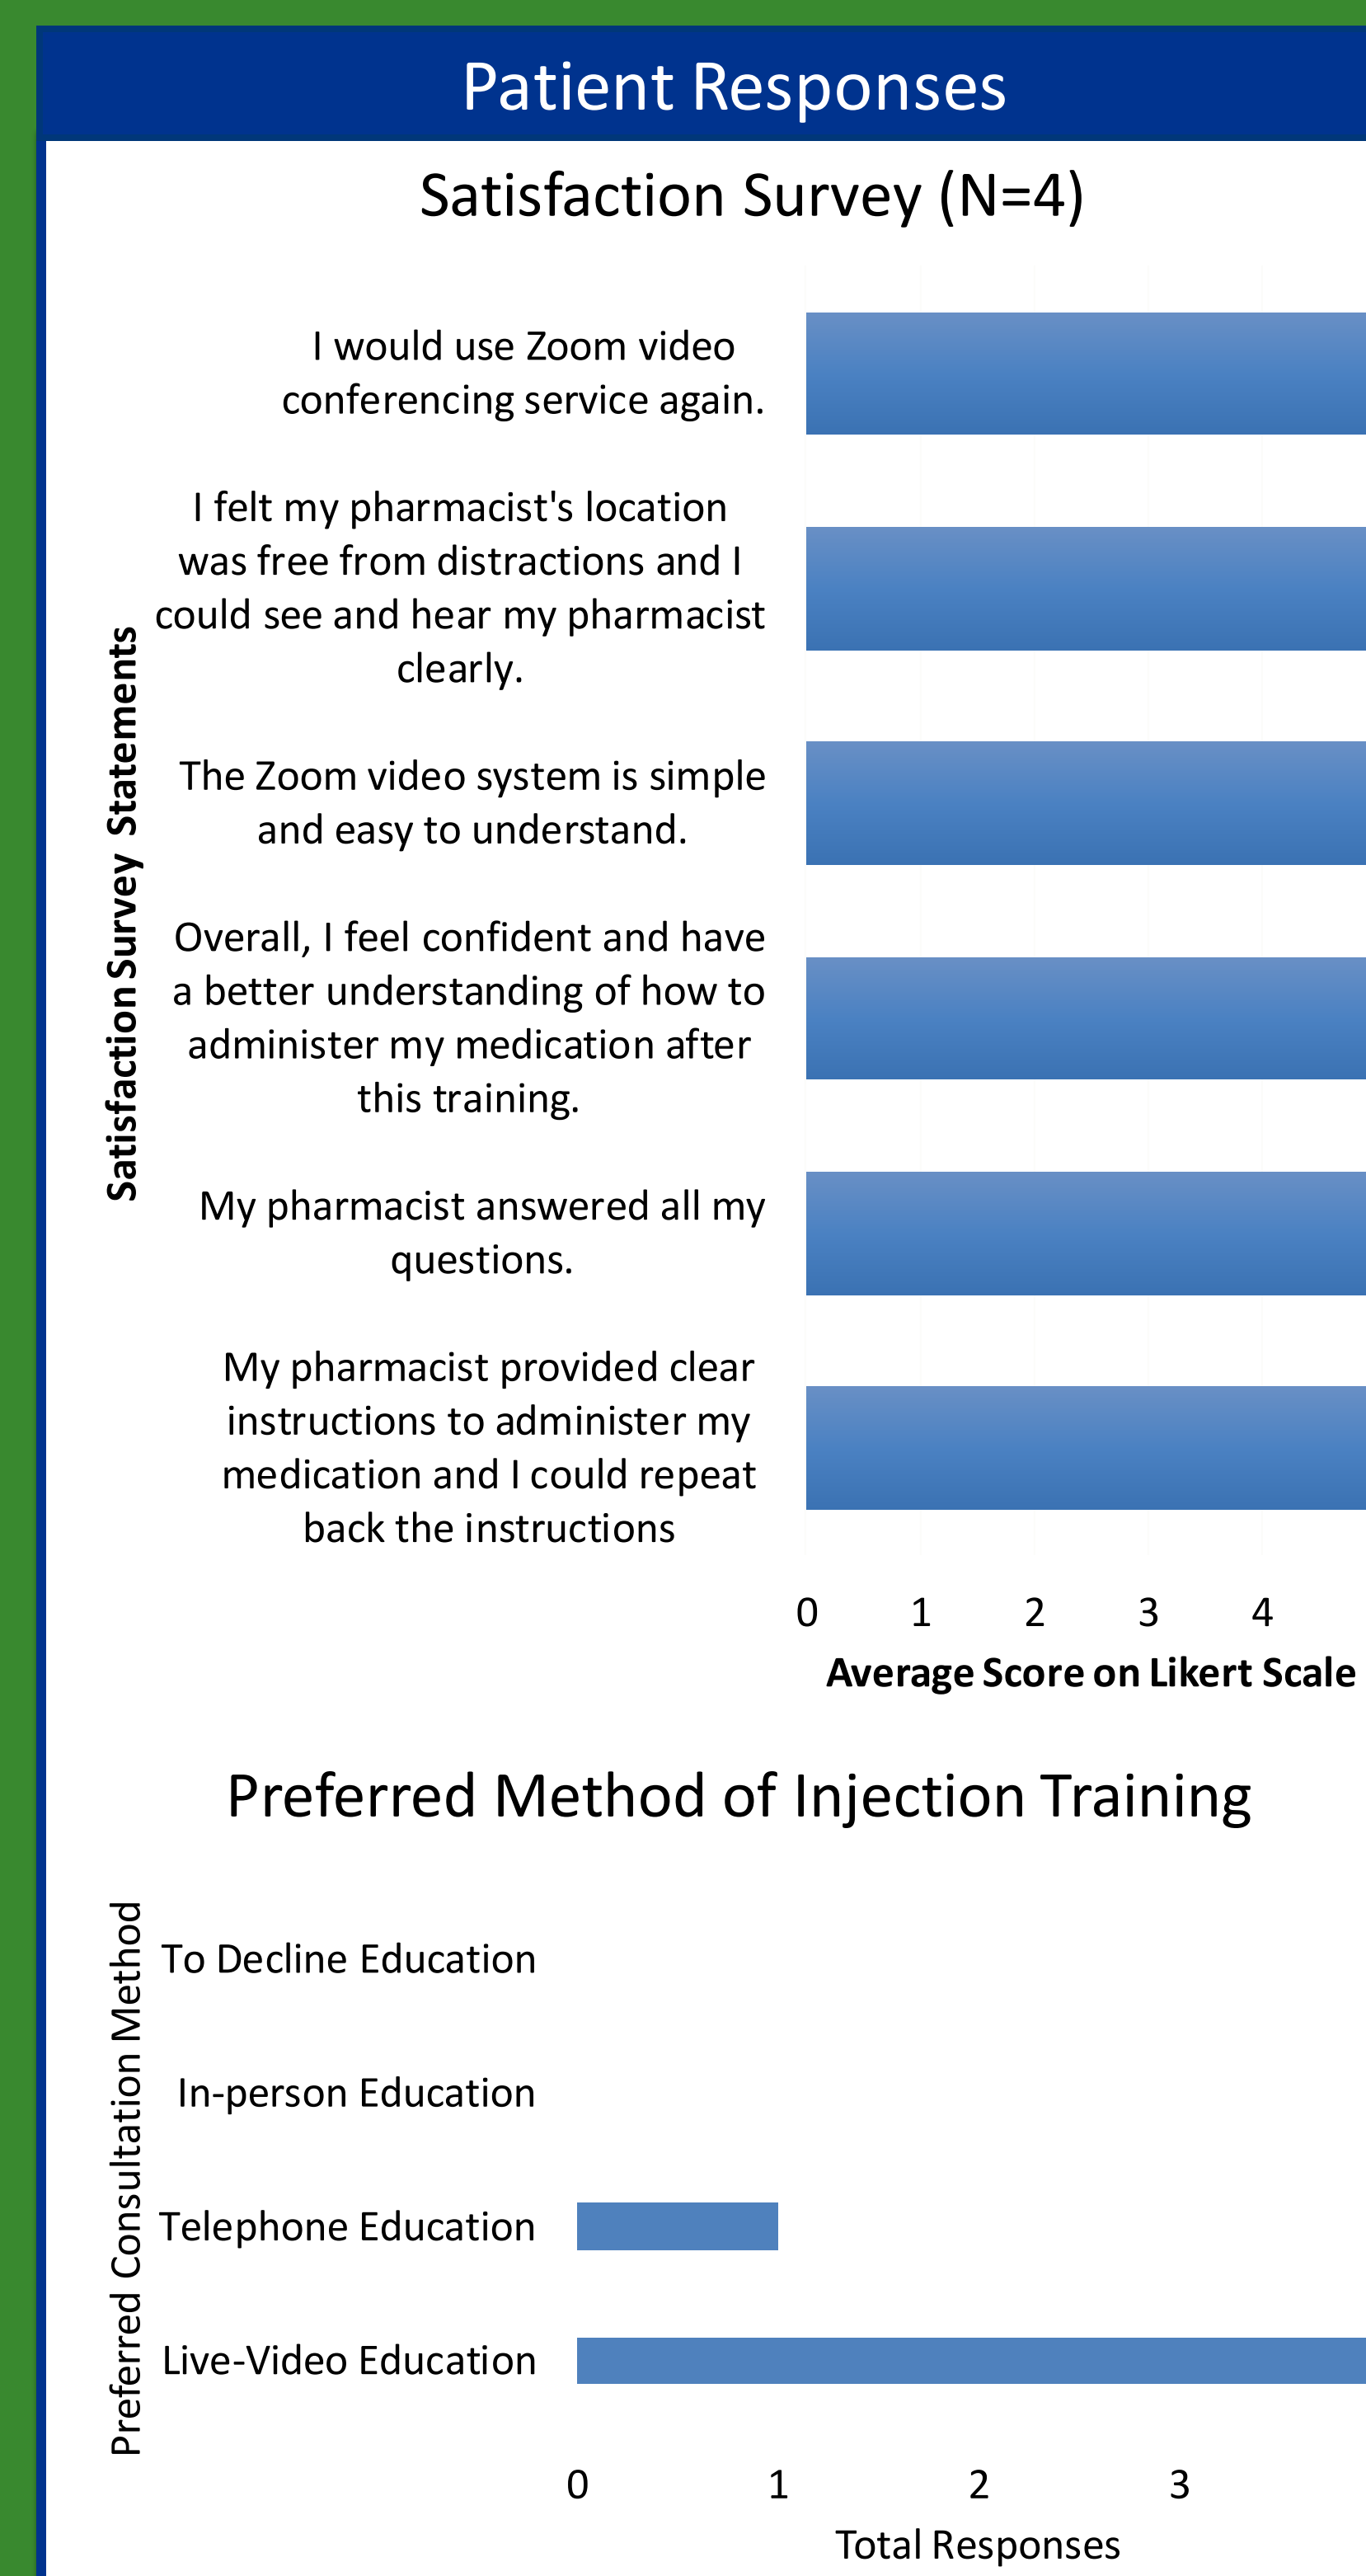 Patient Responses
Satisfaction Survey (N=4)
I would use Zoom video
conferencing service again.
I felt my pharmacist's location
was free from distractions and I
could see and hear my pharmacist
clearly.
The Zoom video system is simple
and easy to understand.
Overall, I feel confident and have
a better understanding of how to
administer my medication after
this training.
My pharmacist answered all my
questions.
My pharmacist provided clear
instructions to administer my
medication and I could repeat
back the instructions
Satisfaction Survey Statements
0 1 2 3 4
Average Score on Likert Scale
Preferred Method of Injection Training
Preferred Consultation Method
To Decline Education
In-person Education
Telephone Education
Live-Video Education
0 1 2 3
Total Responses